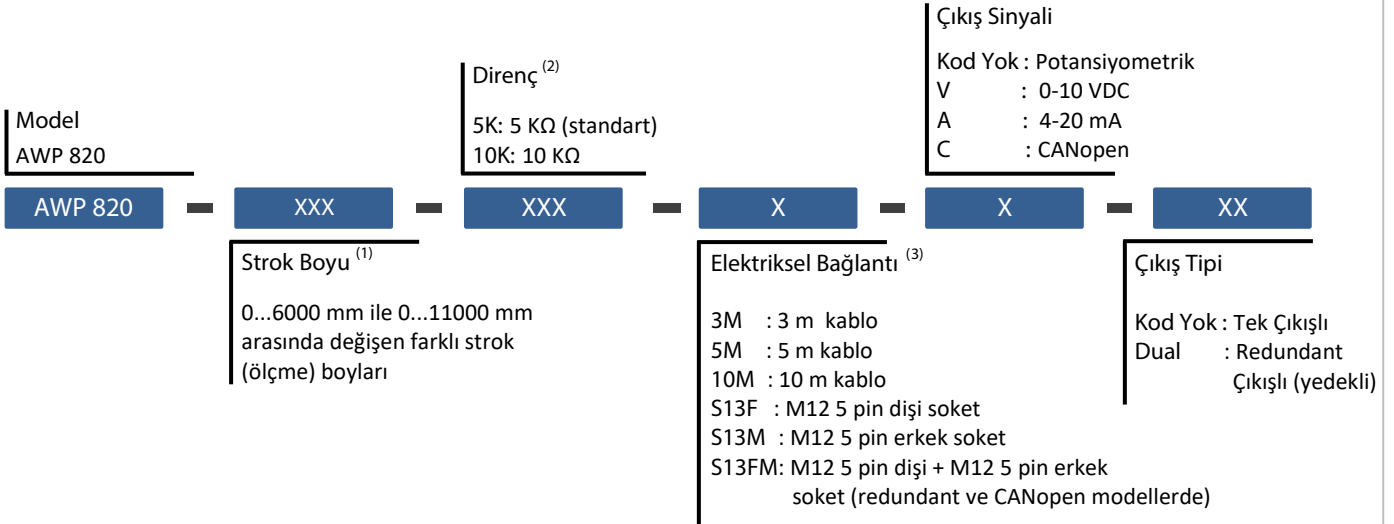 Model
AWP 820
Direnç (2)
5K: 5 KΩ (standart)
10K: 10 KΩ
Çıkış Sinyali
Kod Yok : Potansiyometrik
V : 0-10 VDC
A : 4-20 mA
C : CANopen
AWP 820 - XXX - XXX - X - X - XX
Strok Boyu (1)
0...6000 mm ile 0...11000 mm
arasında değişen farklı strok
(ölçme) boyları
Elektriksel Bağlantı (3)
3M : 3 m kablo
5M : 5 m kablo
10M : 10 m kablo
S13F : M12 5 pin dişi soket
S13M : M12 5 pin erkek soket
S13FM: M12 5 pin dişi + M12 5 pin erkek
soket (redundant ve CANopen modellerde)
Çıkış Tipi
Kod Yok : Tek Çıkışlı
Dual : Redundant
Çıkışlı (yedekli)